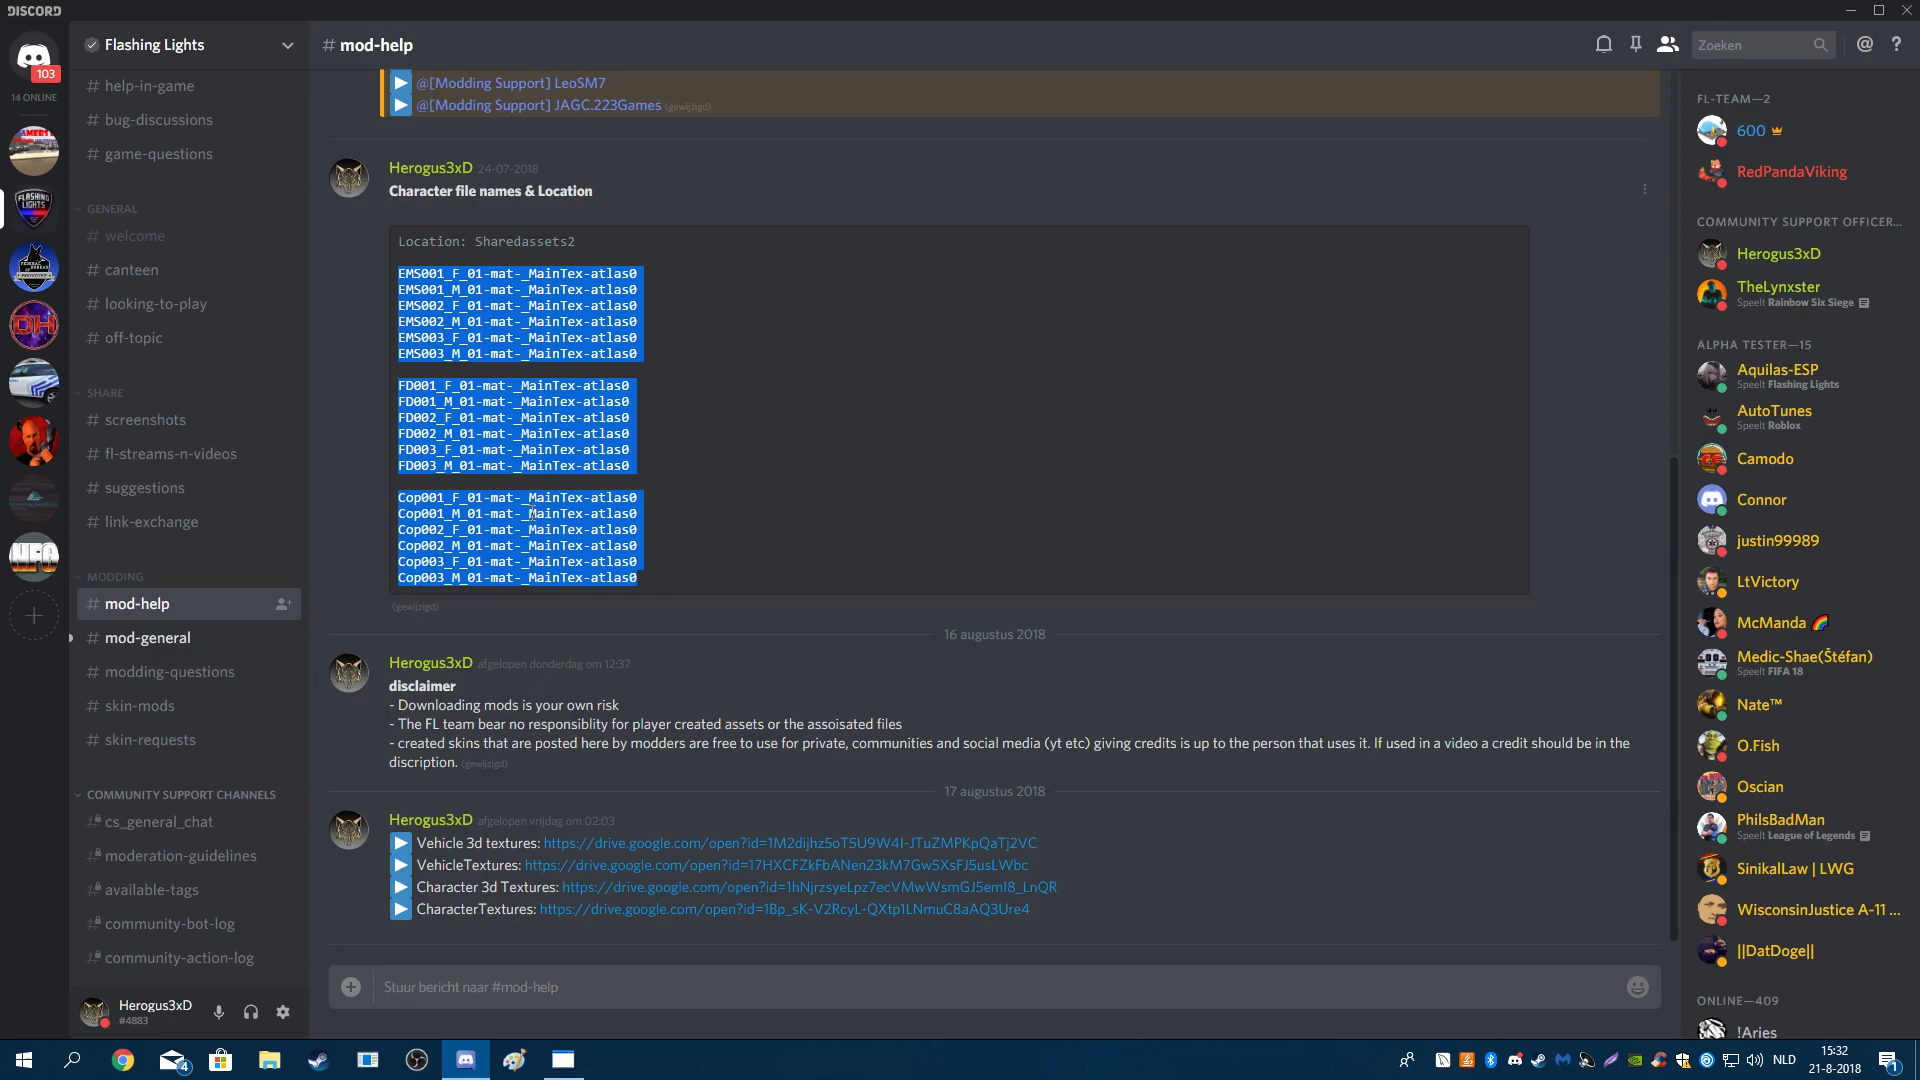 DISCORD
103
14 ONLINE
Flashing Lights
# help-in-game
# bug-discussions
# game-questions
GENERAL
# welcome
# canteen
# looking-to-play
# off-topic
SHARE
# screenshots
# fl-streams-n-videos
# suggestions
# link-exchange
MODDING
# mod-help
# mod-general
# modding-questions
# skin-mods
# skin-requests
COMMUNITY SUPPORT CHANNELS
cs_general_chat
moderation-guidelines
available-tags
community-bot-log
community-action-log
Herogus3xD
#4883
# mod-help
Zoeken
@[Modding Support] LeoSM7
@[Modding Support] JAGC.223Games (gewijzigd)
Herogus3xD 24-07-2018
Character file names & Location
Location: Sharedassets2
EMS001_F_01-mat-_MainTex-atlas0
EMS001_M_01-mat-_MainTex-atlas0
EMS002_F_01-mat-_MainTex-atlas0
EMS002_M_01-mat-_MainTex-atlas0
EMS003_F_01-mat-_MainTex-atlas0
EMS003_M_01-mat-_MainTex-atlas0
FD001_F_01-mat-_MainTex-atlas0
FD001_M_01-mat-_MainTex-atlas0
FD002_F_01-mat-_MainTex-atlas0
FD002_M_01-mat-_MainTex-atlas0
FD003_F_01-mat-_MainTex-atlas0
FD003_M_01-mat-_MainTex-atlas0
Cop001_F_01-mat-_MainTex-atlas0
Cop001_M_01-mat-_MainTex-atlas0
Cop002_F_01-mat-_MainTex-atlas0
Cop002_M_01-mat-_MainTex-atlas0
Cop003_F_01-mat-_MainTex-atlas0
Cop003_M_01-mat-_MainTex-atlas0
(gewijzigd)
16 augustus 2018
Herogus3xD afgelopen donderdag om 12:37
disclaimer
- Downloading mods is your own risk
- The FL team bear no responsiblity for player created assets or the assoisated files
- created skins that are posted here by modders are free to use for private, communities and social media (yt etc) giving credits is up to the person that uses it. If used in a video a credit should be in the
discription. (gewijzigd)
17 augustus 2018
Herogus3xD afgelopen vrijdag om 02:03
Vehicle 3d textures: https://drive.google.com/open?id=1M2dijhz5oT5U9W4I-JTuZMPKpQaTj2VC
VehicleTextures: https://drive.google.com/open?id=17HXCFZkFbANen23kM7Gw5XsFJ5usLWbc
Character 3d Textures: https://drive.google.com/open?id=1hNjrzsyeLpz7ecVMwWsmGJ5emI8_LnQR
CharacterTextures: https://drive.google.com/open?id=1Bp_sK-V2RcyL-QXtp1LNmuC8aAQ3Ure4
Stuur bericht naar #mod-help
FL-TEAM—2
600
RedPandaViking
COMMUNITY SUPPORT OFFICER...
Herogus3xD
TheLynxster
Speelt Rainbow Six Siege
ALPHA TESTER—15
Aquilas-ESP
Speelt Flashing Lights
AutoTunes
Speelt Roblox
Camodo
Connor
justin99989
LtVictory
McManda 🌈
Medic-Shae(Štéfan)
Speelt FIFA 18
Nate™
O.Fish
Oscian
PhilsBadMan
Speelt League of Legends
SinikalLaw | LWG
WisconsinJustice A-11 ...
||DatDoge||
ONLINE—409
!Aries
4
NLD
15:32
21-8-2018
1